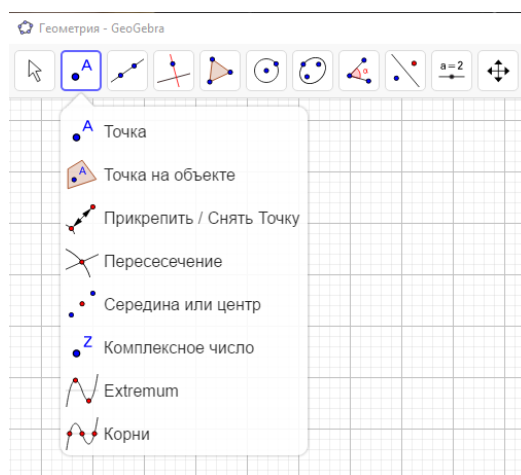 Геометрия - GeoGebra
A α a=2
A Точка
A Точка на объекте
Прикрепить / Снять Точку
Пересесечение
Середина или центр
Z Комплексное число
Extremum
Корни